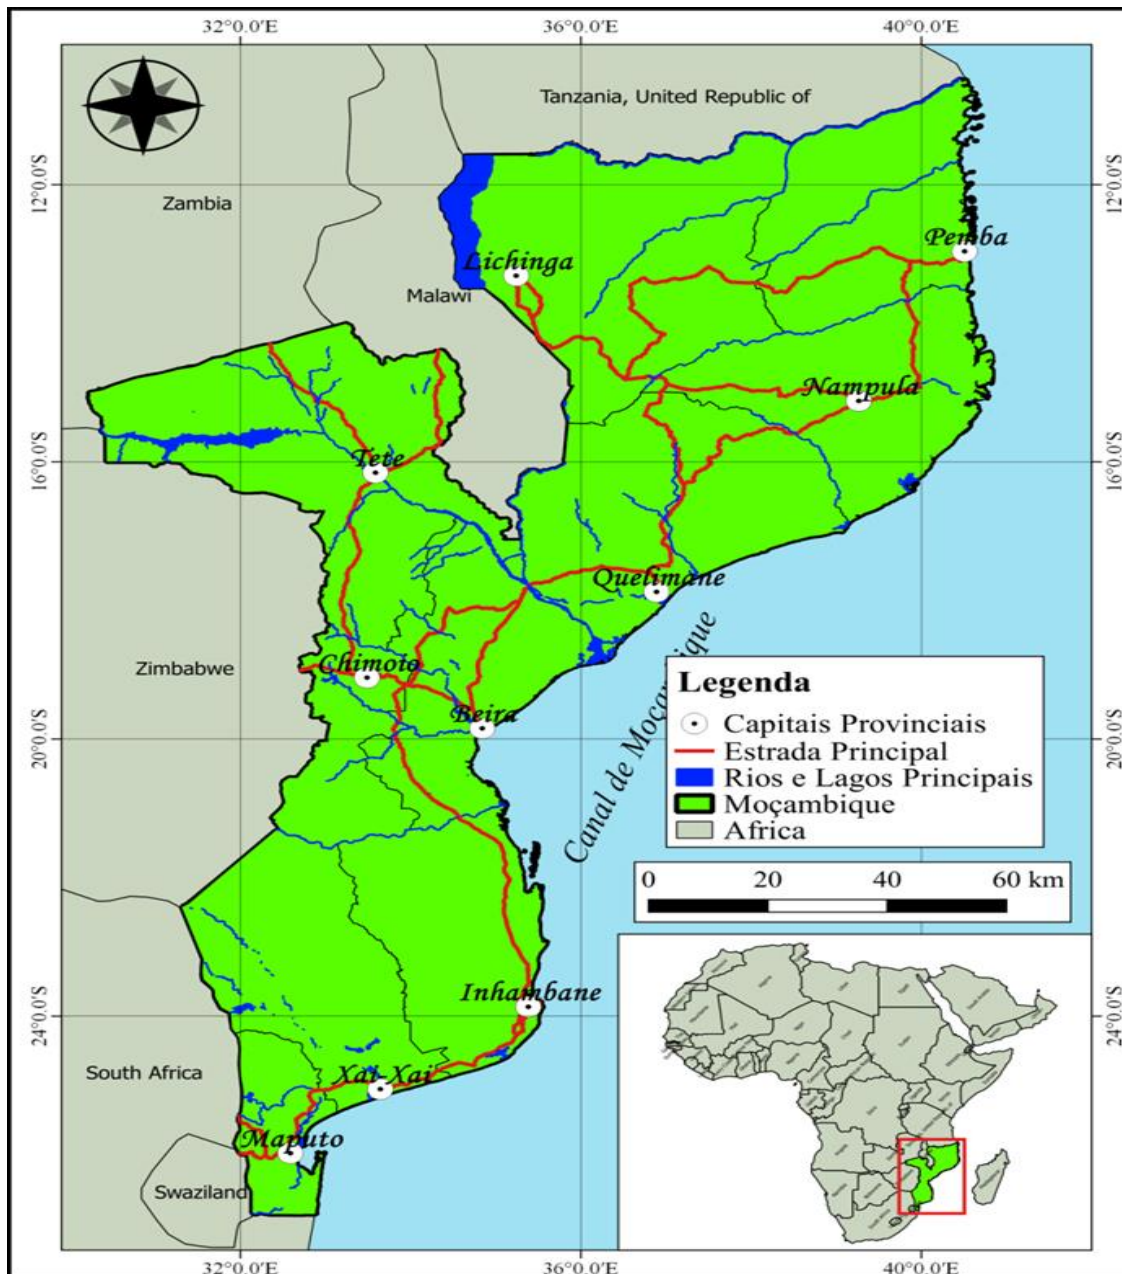 32°0.0'E 36°0.0'E 40°0.0'E
Tanzania, United Republic of
12°0.0'S 12°0.0'S
Zambia
Pemba
Lichinga
Malawi
Nampula
Tete
16°0.0'S 16°0.0'S
Quelimane
Canal de Moçambique
Zimbabwe
Chimoto
Legenda
Capitais Provinciais
Estrada Principal
Rios e Lagos Principais
Moçambique
Africa
Beira
20°0.0'S 20°0.0'S
0 20 40 60 km
Inhambane
24°0.0'S 24°0.0'S
South Africa
Xai-Xai
Maputo
Swaziland
32°0.0'E 36°0.0'E 40°0.0'E